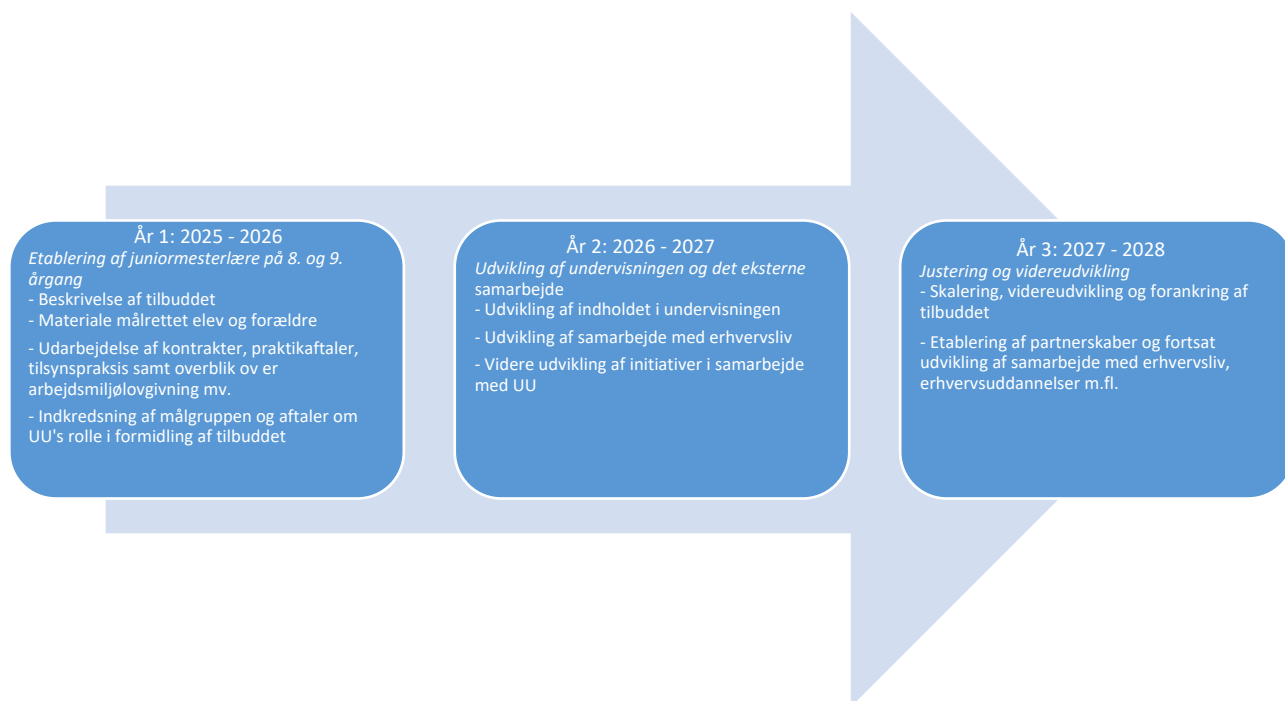 År 1: 2025 - 2026
Etablering af juniormesterlære på 8. og 9.
årgang
- Beskrivelse af tilbuddet
- Materiale målrettet elev og forældre
- Udarbejdelse af kontrakter, praktikaftaler,
tilsynspraksis samt overblik ov er
arbejdsmiljølovgivning mv.
- Indkredsning af målgruppen og aftaler om
UU's rolle i formidling af tilbuddet
År 2: 2026 - 2027
Udvikling af undervisningen og det eksterne
samarbejde
- Udvikling af indholdet i undervisningen
- Udvikling af samarbejde med erhvervsliv
- Videre udvikling af initiativer i samarbejde
med UU
År 3: 2027 - 2028
Justering og videreudvikling
- Skalering, videreudvikling og forankring af
tilbuddet
- Etablering af partnerskaber og fortsat
udvikling af samarbejde med erhvervsliv,
erhvervsuddannelser m.fl.